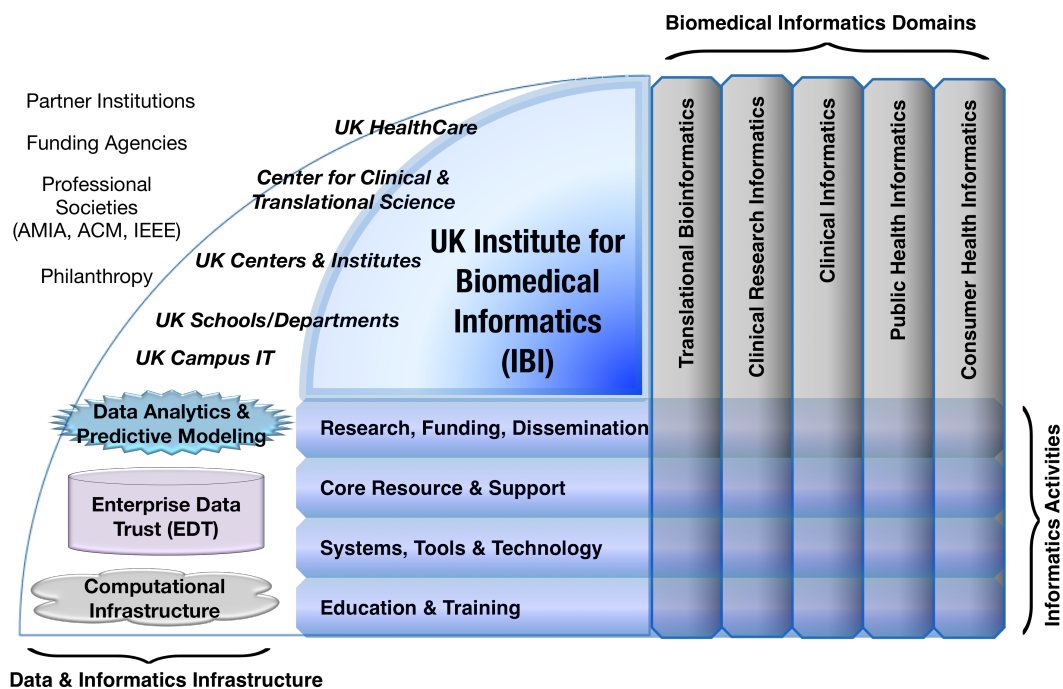 Biomedical Informatics Domains
Partner Institutions
Funding Agencies
Professional
Societies
(AMIA, ACM, IEEE)
Philanthropy
UK HealthCare
Center for Clinical &
Translational Science
UK Centers & Institutes
UK Schools/Departments
UK Campus IT
UK Institute for
Biomedical
Informatics
(IBI)
Translational Bioinformatics
Clinical Research Informatics
Clinical Informatics
Public Health Informatics
Consumer Health Informatics
Data Analytics &
Predictive Modeling
Enterprise Data
Trust (EDT)
Computational
Infrastructure
Research, Funding, Dissemination
Core Resource & Support
Systems, Tools & Technology
Education & Training
Informatics Activities
Data & Informatics Infrastructure